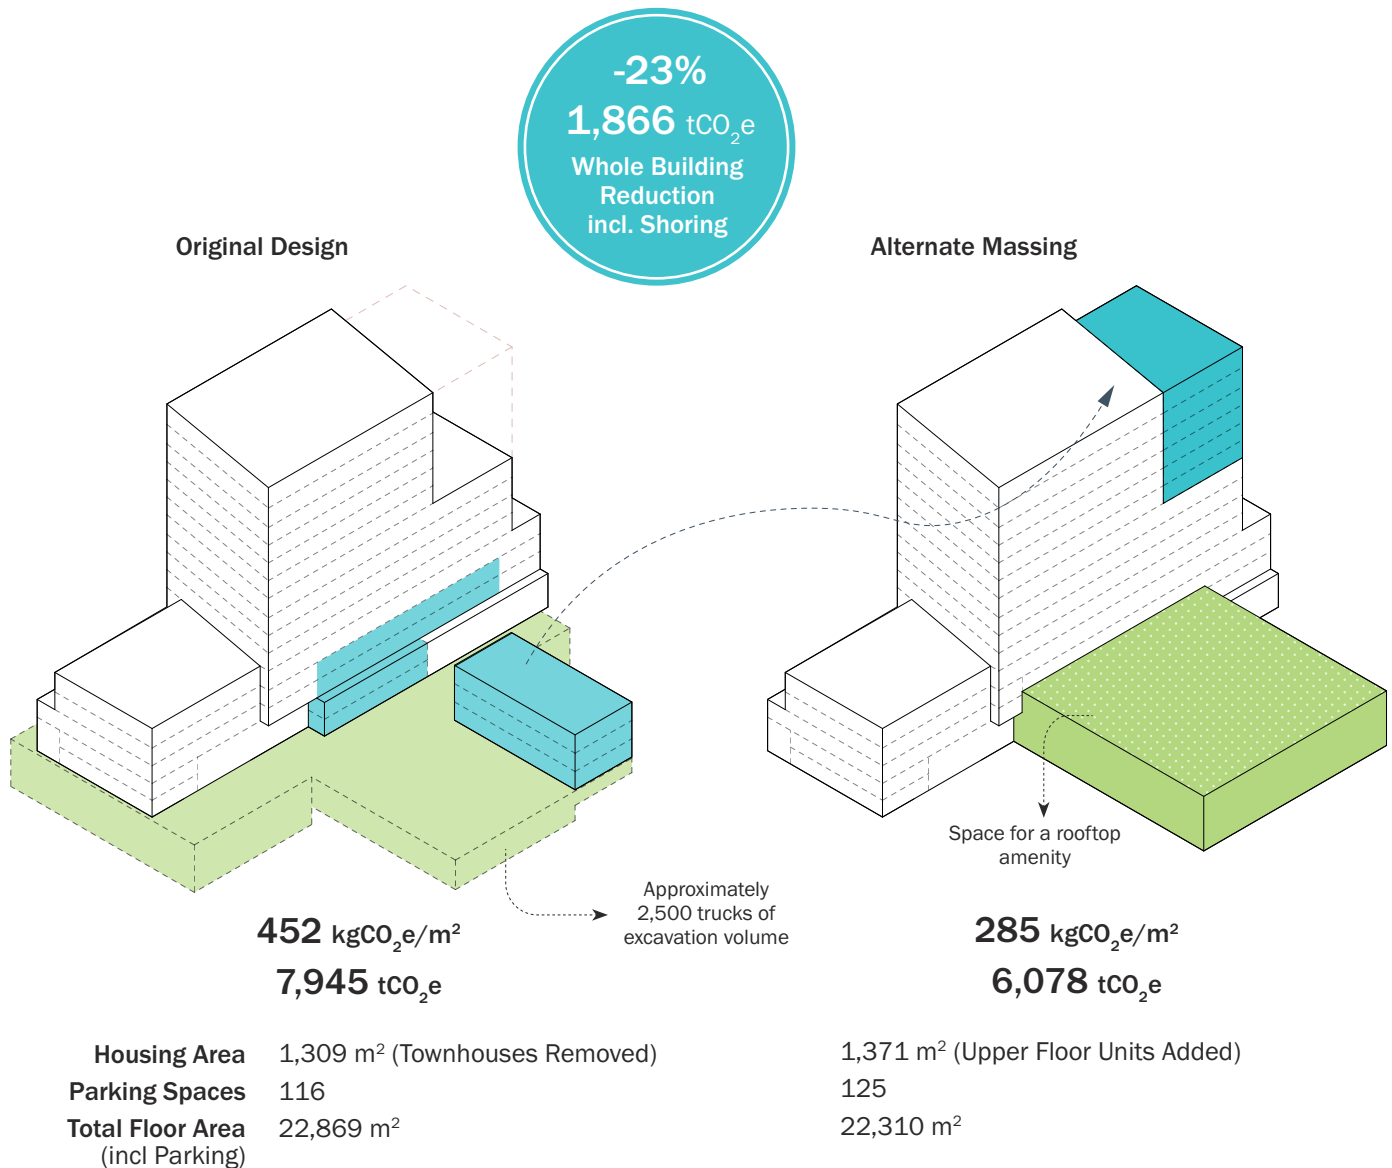 -23%
1,866 tCO₂e
Whole Building
Reduction
incl. Shoring
Original Design
Alternate Massing
Space for a rooftop
amenity
Approximately
2,500 trucks of
excavation volume
452 kgCO₂e/m²
7,945 tCO₂e
285 kgCO₂e/m²
6,078 tCO₂e
Housing Area 1,309 m² (Townhouses Removed) 1,371 m² (Upper Floor Units Added)
Parking Spaces 116 125
Total Floor Area 22,869 m² 22,310 m²
(incl Parking)